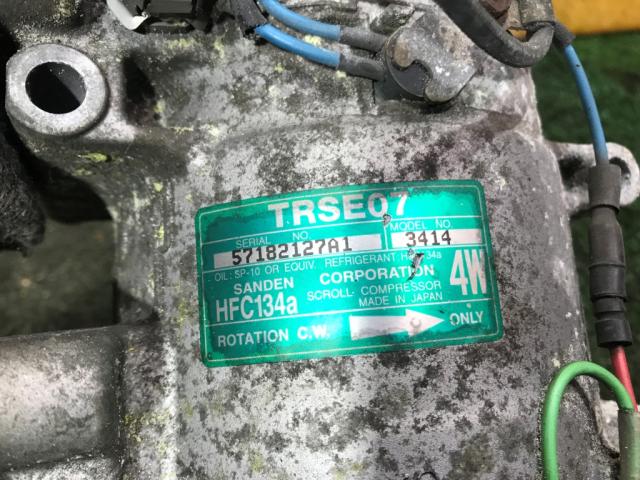 TRSE07
SERIAL NO. MODEL NO.
57182127A1 3414
OIL: SP-10 OR EQUIV. REFRIGERANT: HFC134a
SANDEN CORPORATION
HFC134a SCROLL COMPRESSOR 4W
MADE IN JAPAN
ROTATION C.W. ONLY